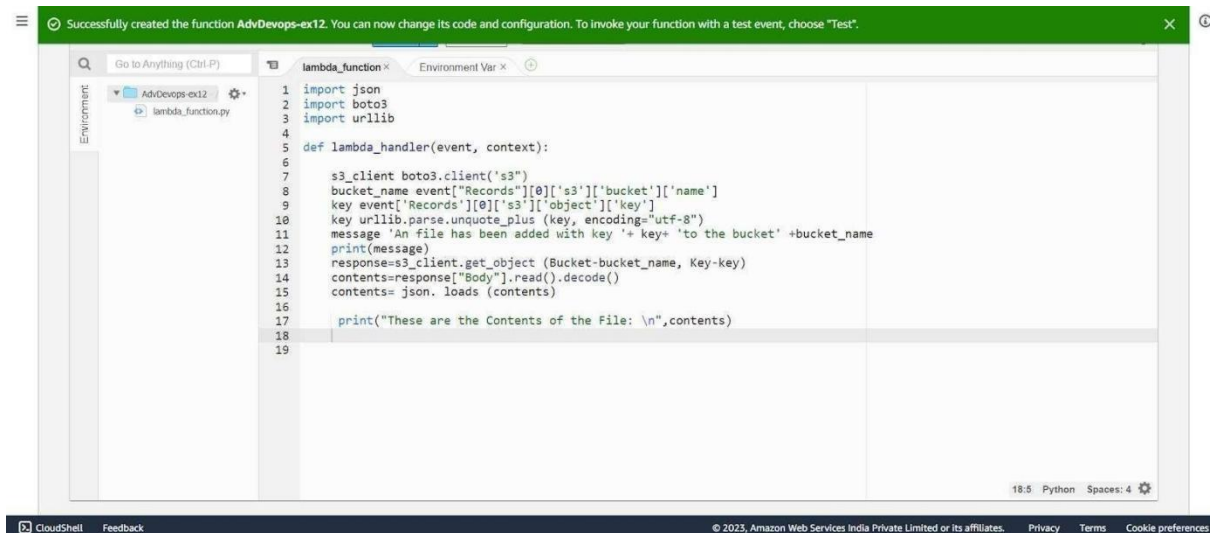 Successfully created the function AdvDevops-ex12. You can now change its code and configuration. To invoke your function with a test event, choose "Test".
Go to Anything (Ctrl-P)
lambda_function
Environment Var
Environment
AdvDevops-ex12
lambda_function.py
1 import json
2 import boto3
3 import urllib
4
5 def lambda_handler(event, context):
6
7 s3_client boto3.client('s3")
8 bucket_name event["Records"][0]['s3']['bucket']['name']
9 key event['Records'][0]['s3']['object']['key']
10 key urllib.parse.unquote_plus (key, encoding="utf-8")
11 message 'An file has been added with key '+ key+ 'to the bucket' +bucket_name
12 print(message)
13 response=s3_client.get_object (Bucket-bucket_name, Key-key)
14 contents=response["Body"].read().decode()
15 contents= json. loads (contents)
16
17 print("These are the Contents of the File: \n",contents)
18
19
18:5 Python Spaces: 4
CloudShell Feedback © 2023, Amazon Web Services India Private Limited or its affiliates. Privacy Terms Cookie preferences